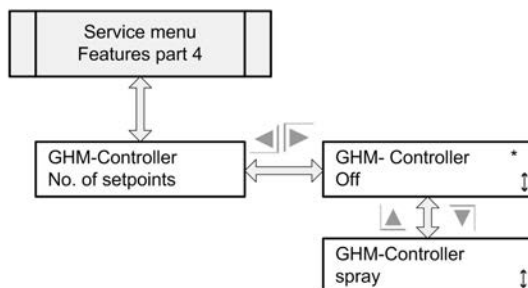 Service menu
Features part 4
GHM-Controller
No. of setpoints
GHM- Controller *
Off
GHM-Controller
spray